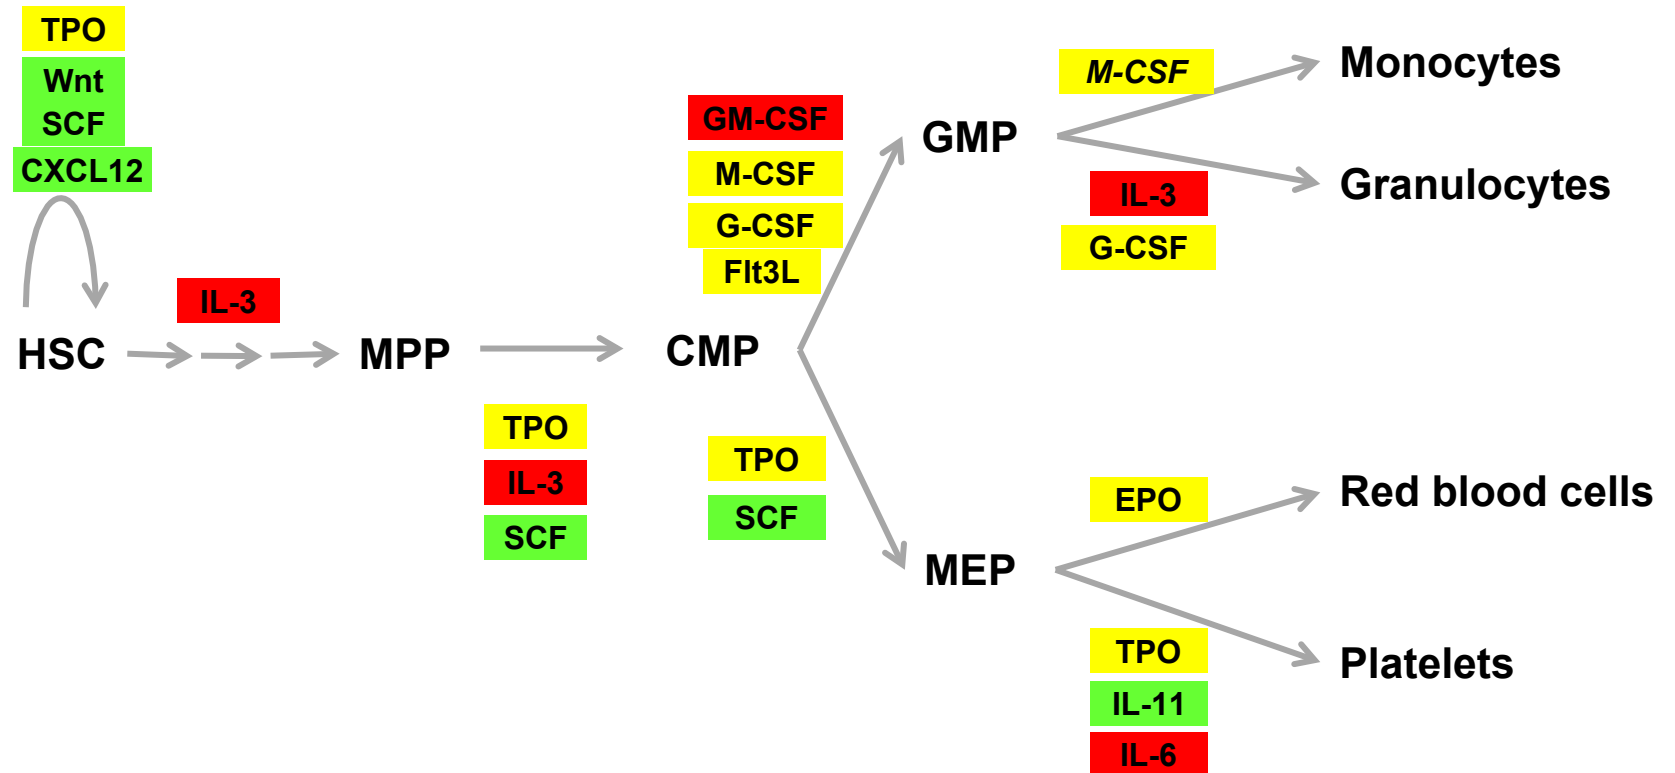 TPO
Wnt
SCF
CXCL12
HSC
IL-3
MPP
TPO
IL-3
SCF
CMP
GM-CSF
M-CSF
G-CSF
Flt3L
TPO
SCF
GMP
M-CSF
IL-3
G-CSF
Monocytes
Granulocytes
MEP
EPO
TPO
IL-11
IL-6
Red blood cells
Platelets